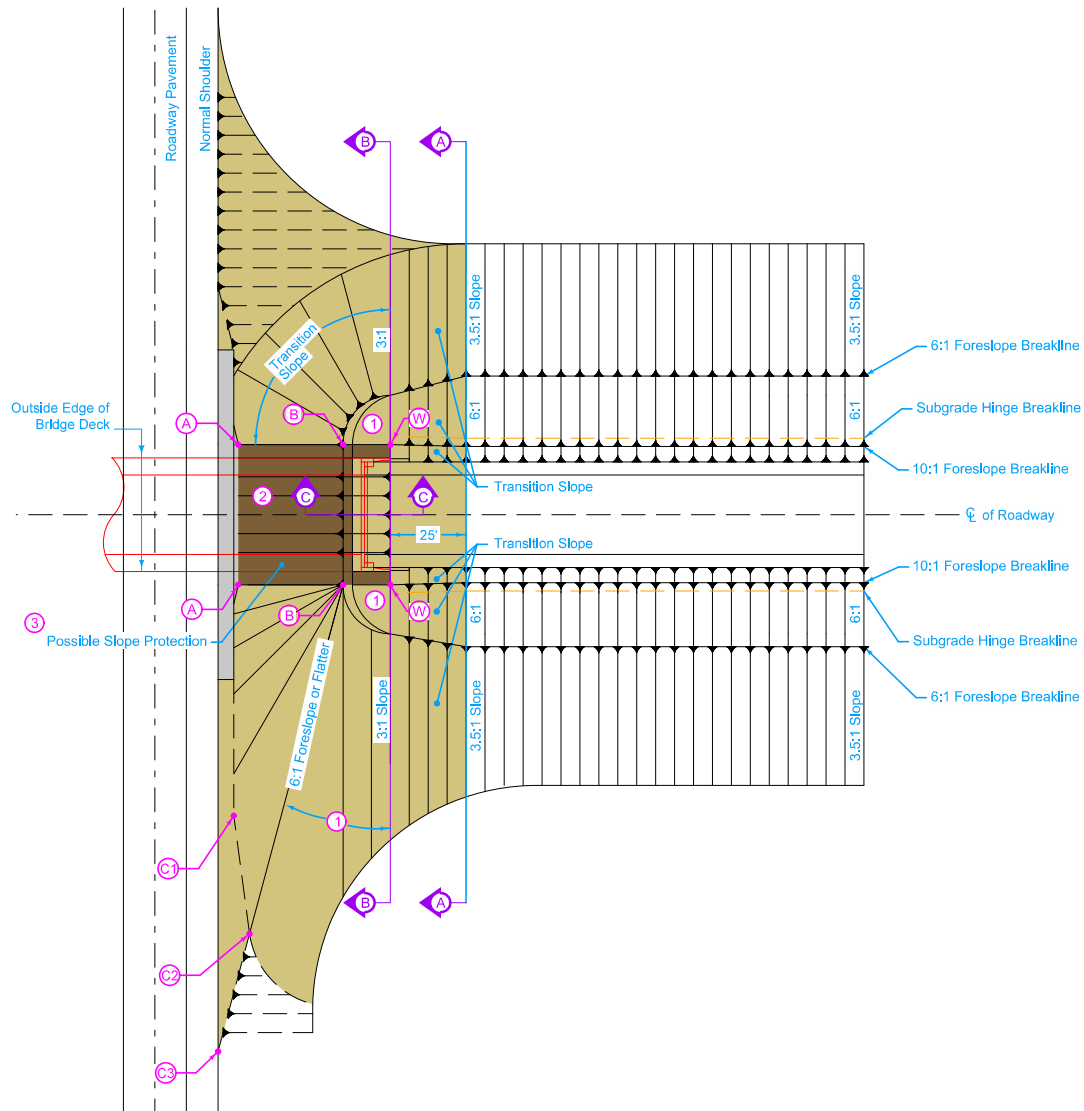 Roadway Pavement
Normal Shoulder
B
A
3.5:1 Slope
3.5:1 Slope
3:1
Transition
Slope
6:1 Foreslope Breakline
6:1
6:1
Subgrade Hinge Breakline
10:1 Foreslope Breakline
Outside Edge of
Bridge Deck
A
B
1
W
2
C
C
Transition Slope
25'
℄ of Roadway
Transition Slope
10:1 Foreslope Breakline
A
B
1
W
6:1
6:1
Subgrade Hinge Breakline
3
Possible Slope Protection
6:1 Foreslope or Flatter
3:1 Slope
3.5:1 Slope
3.5:1 Slope
6:1 Foreslope Breakline
1
C1
B
A
C2
C3